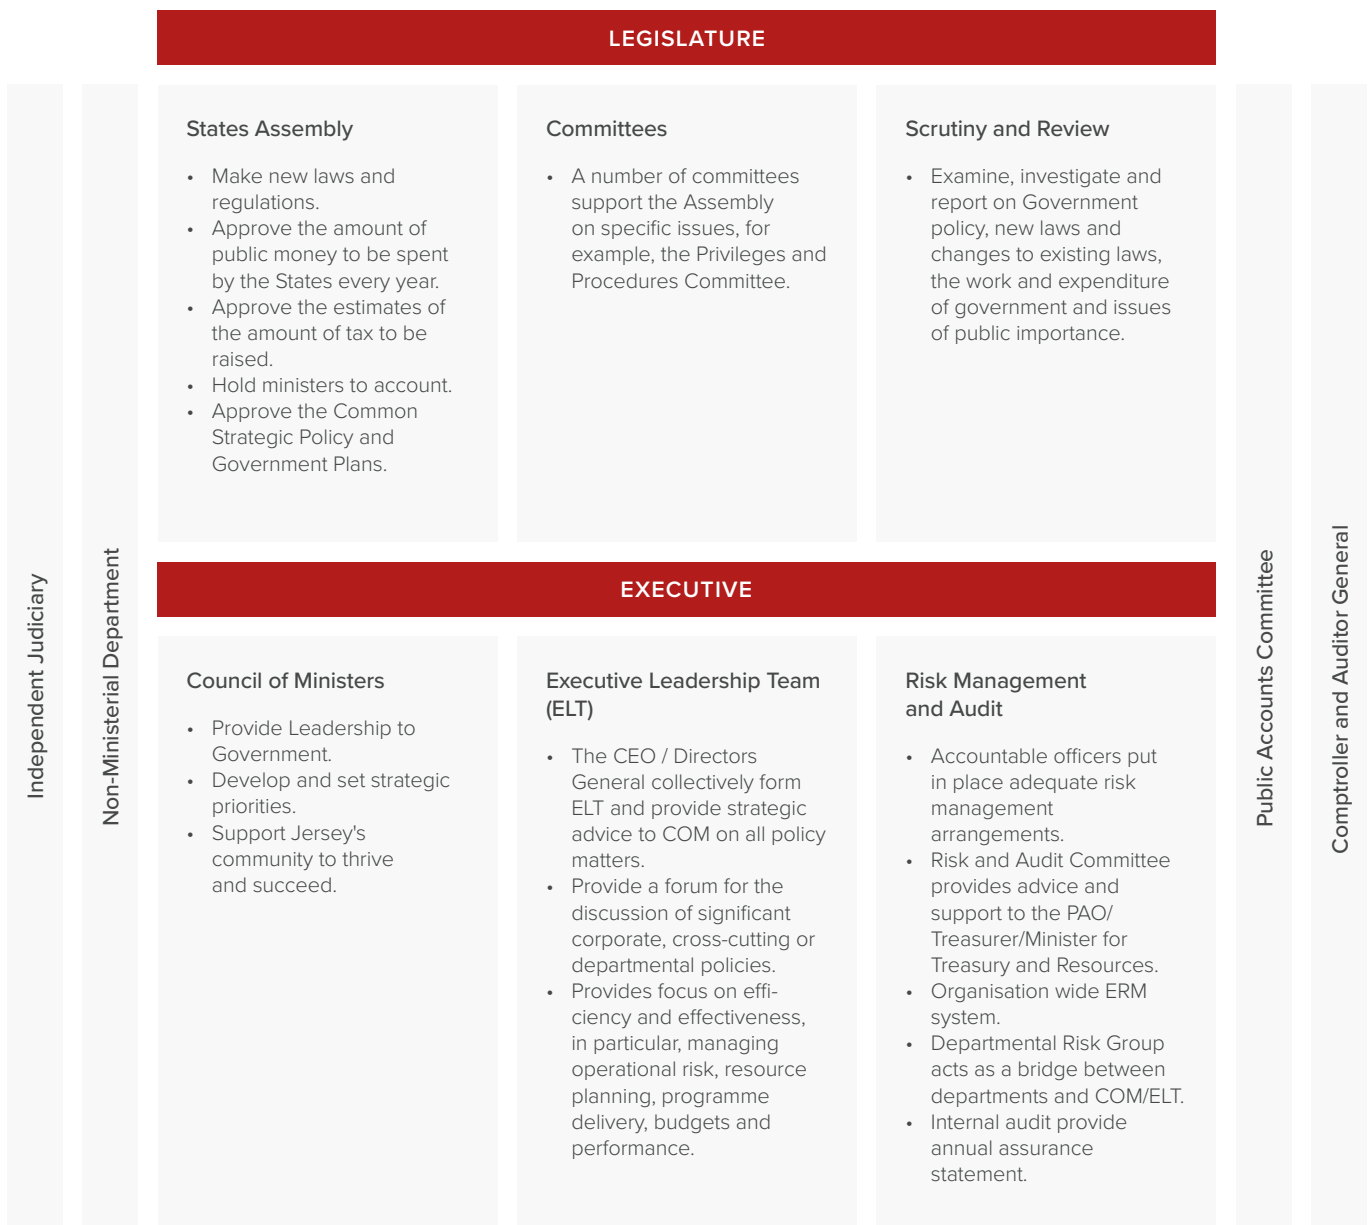 LEGISLATURE
Independent Judiciary
Non-Ministerial Department
States Assembly
• Make new laws and
regulations.
• Approve the amount of
public money to be spent
by the States every year.
• Approve the estimates of
the amount of tax to be
raised.
• Hold ministers to account.
• Approve the Common
Strategic Policy and
Government Plans.
Committees
• A number of committees
support the Assembly
on specific issues, for
example, the Privileges and
Procedures Committee.
Scrutiny and Review
• Examine, investigate and
report on Government
policy, new laws and
changes to existing laws,
the work and expenditure
of government and issues
of public importance.
EXECUTIVE
Council of Ministers
• Provide Leadership to
Government.
• Develop and set strategic
priorities.
• Support Jersey's
community to thrive
and succeed.
Executive Leadership Team
(ELT)
• The CEO / Directors
General collectively form
ELT and provide strategic
advice to COM on all policy
matters.
• Provide a forum for the
discussion of significant
corporate, cross-cutting or
departmental policies.
• Provides focus on effi-
ciency and effectiveness,
in particular, managing
operational risk, resource
planning, programme
delivery, budgets and
performance.
Risk Management
and Audit
• Accountable officers put
in place adequate risk
management
arrangements.
• Risk and Audit Committee
provides advice and
support to the PAO/
Treasurer/Minister for
Treasury and Resources.
• Organisation wide ERM
system.
• Departmental Risk Group
acts as a bridge between
departments and COM/ELT.
• Internal audit provide
annual assurance
statement.
Public Accounts Committee
Comptroller and Auditor General